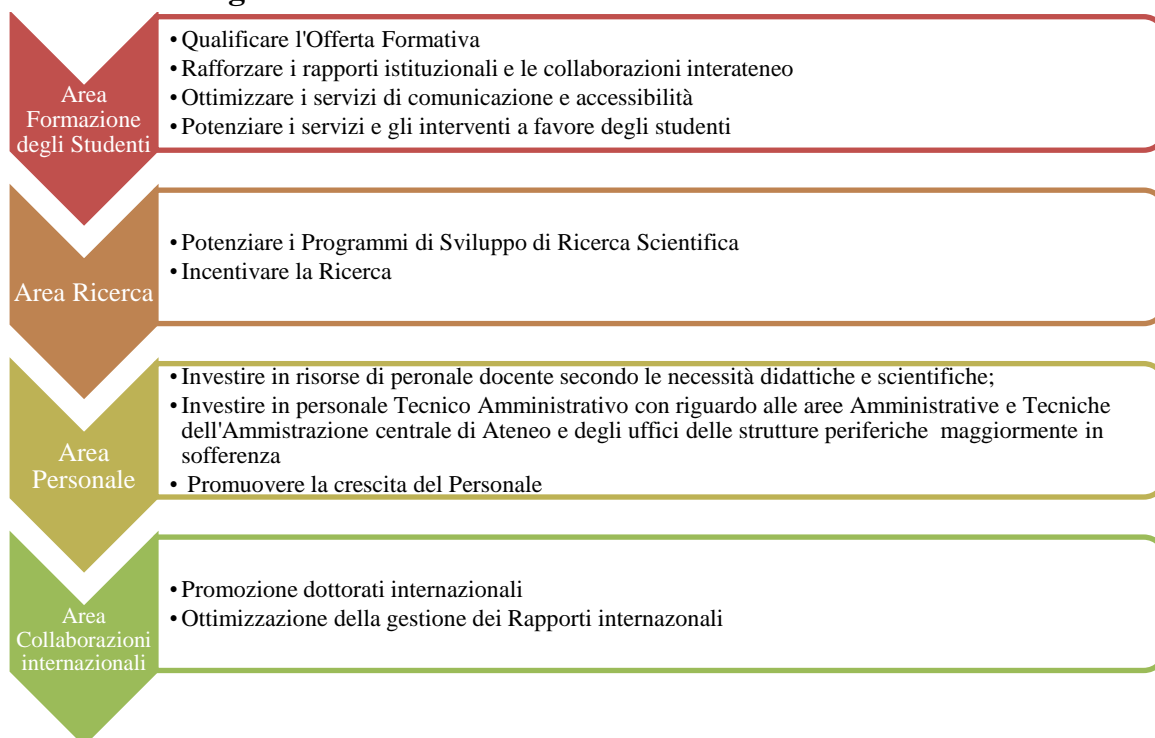 Area
Formazione
degli Studenti
• Qualificare l'Offerta Formativa
• Rafforzare i rapporti istituzionali e le collaborazioni interateneo
• Ottimizzare i servizi di comunicazione e accessibilità
• Potenziare i servizi e gli interventi a favore degli studenti
Area Ricerca
• Potenziare i Programmi di Sviluppo di Ricerca Scientifica
• Incentivare la Ricerca
Area
Personale
• Investire in risorse di peronale docente secondo le necessità didattiche e scientifiche;
• Investire in personale Tecnico Amministrativo con riguardo alle aree Amministrative e Tecniche
dell'Ammistrazione centrale di Ateneo e degli uffici delle strutture periferiche maggiormente in
sofferenza
• Promuovere la crescita del Personale
Area
Collaborazioni
internazionali
• Promozione dottorati internazionali
• Ottimizzazione della gestione dei Rapporti internazonali